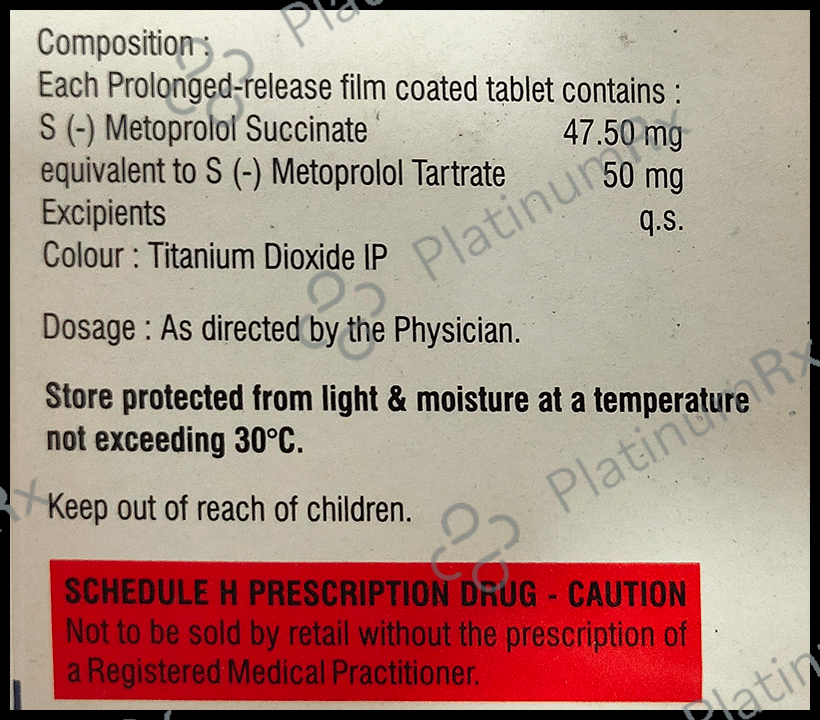 Composition :
Each Prolonged-release film coated tablet contains :
S (-) Metoprolol Succinate 47.50 mg
equivalent to S (-) Metoprolol Tartrate 50 mg
Excipients q.s.
Colour : Titanium Dioxide IP
Dosage : As directed by the Physician.
Store protected from light & moisture at a temperature
not exceeding 30°C.
Keep out of reach of children.
SCHEDULE H PRESCRIPTION DRUG - CAUTION
Not to be sold by retail without the prescription of
a Registered Medical Practitioner.
PlatinumRx
PlatinumRx